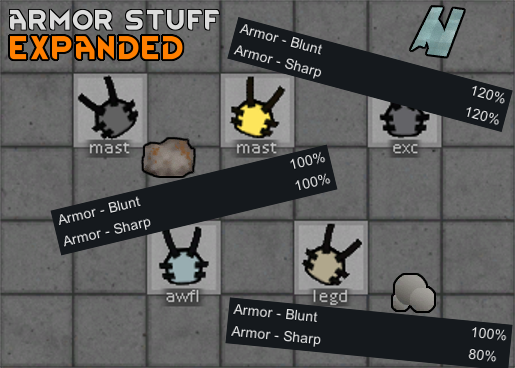 ARMOR STUFF
EXPANDED
Armor - Blunt 120%
Armor - Sharp 120%
mast
mast
exc
Armor - Blunt 100%
Armor - Sharp 100%
awfl
legd
Armor - Blunt 100%
Armor - Sharp 80%